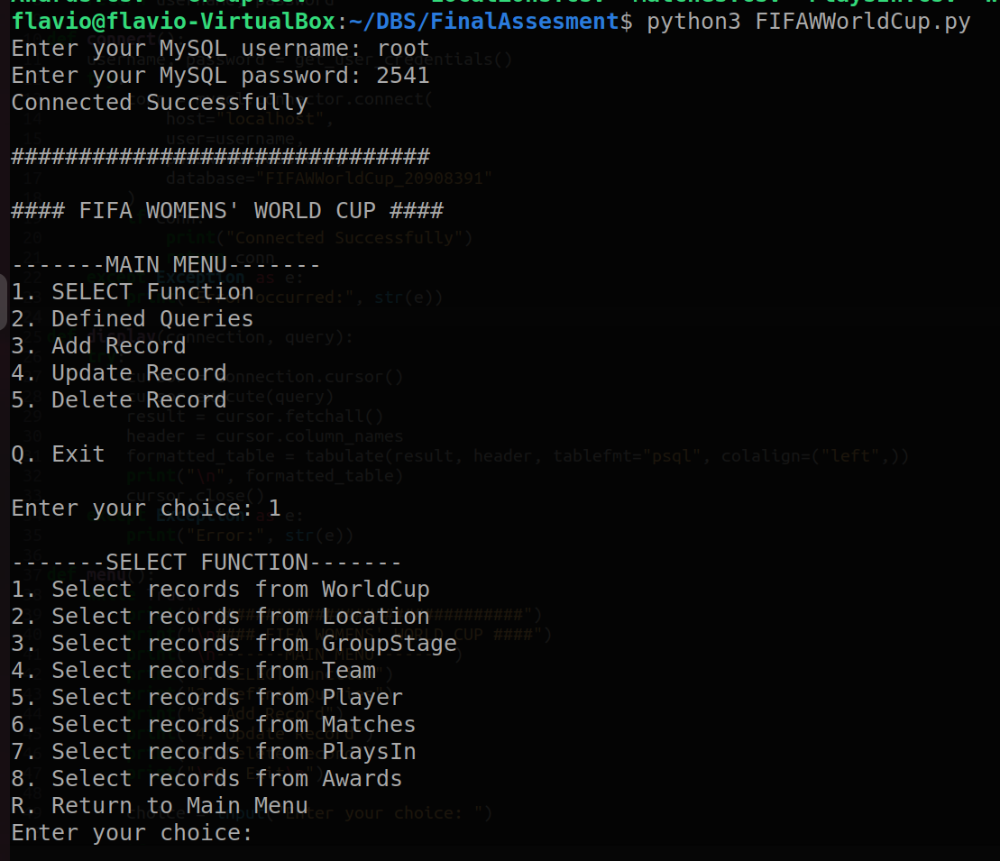 flavio@flavio-VirtualBox:~/DBS/FinalAssesment$ python3 FIFAWWorldCup.py
Enter your MySQL username: root
Enter your MySQL password: 2541
Connected Successfully
###############################
#### FIFA WOMENS' WORLD CUP ####
-------MAIN MENU-------
1. SELECT Function
2. Defined Queries
3. Add Record
4. Update Record
5. Delete Record
Q. Exit
Enter your choice: 1
-------SELECT FUNCTION-------
1. Select records from WorldCup
2. Select records from Location
3. Select records from GroupStage
4. Select records from Team
5. Select records from Player
6. Select records from Matches
7. Select records from PlaysIn
8. Select records from Awards
R. Return to Main Menu
Enter your choice: